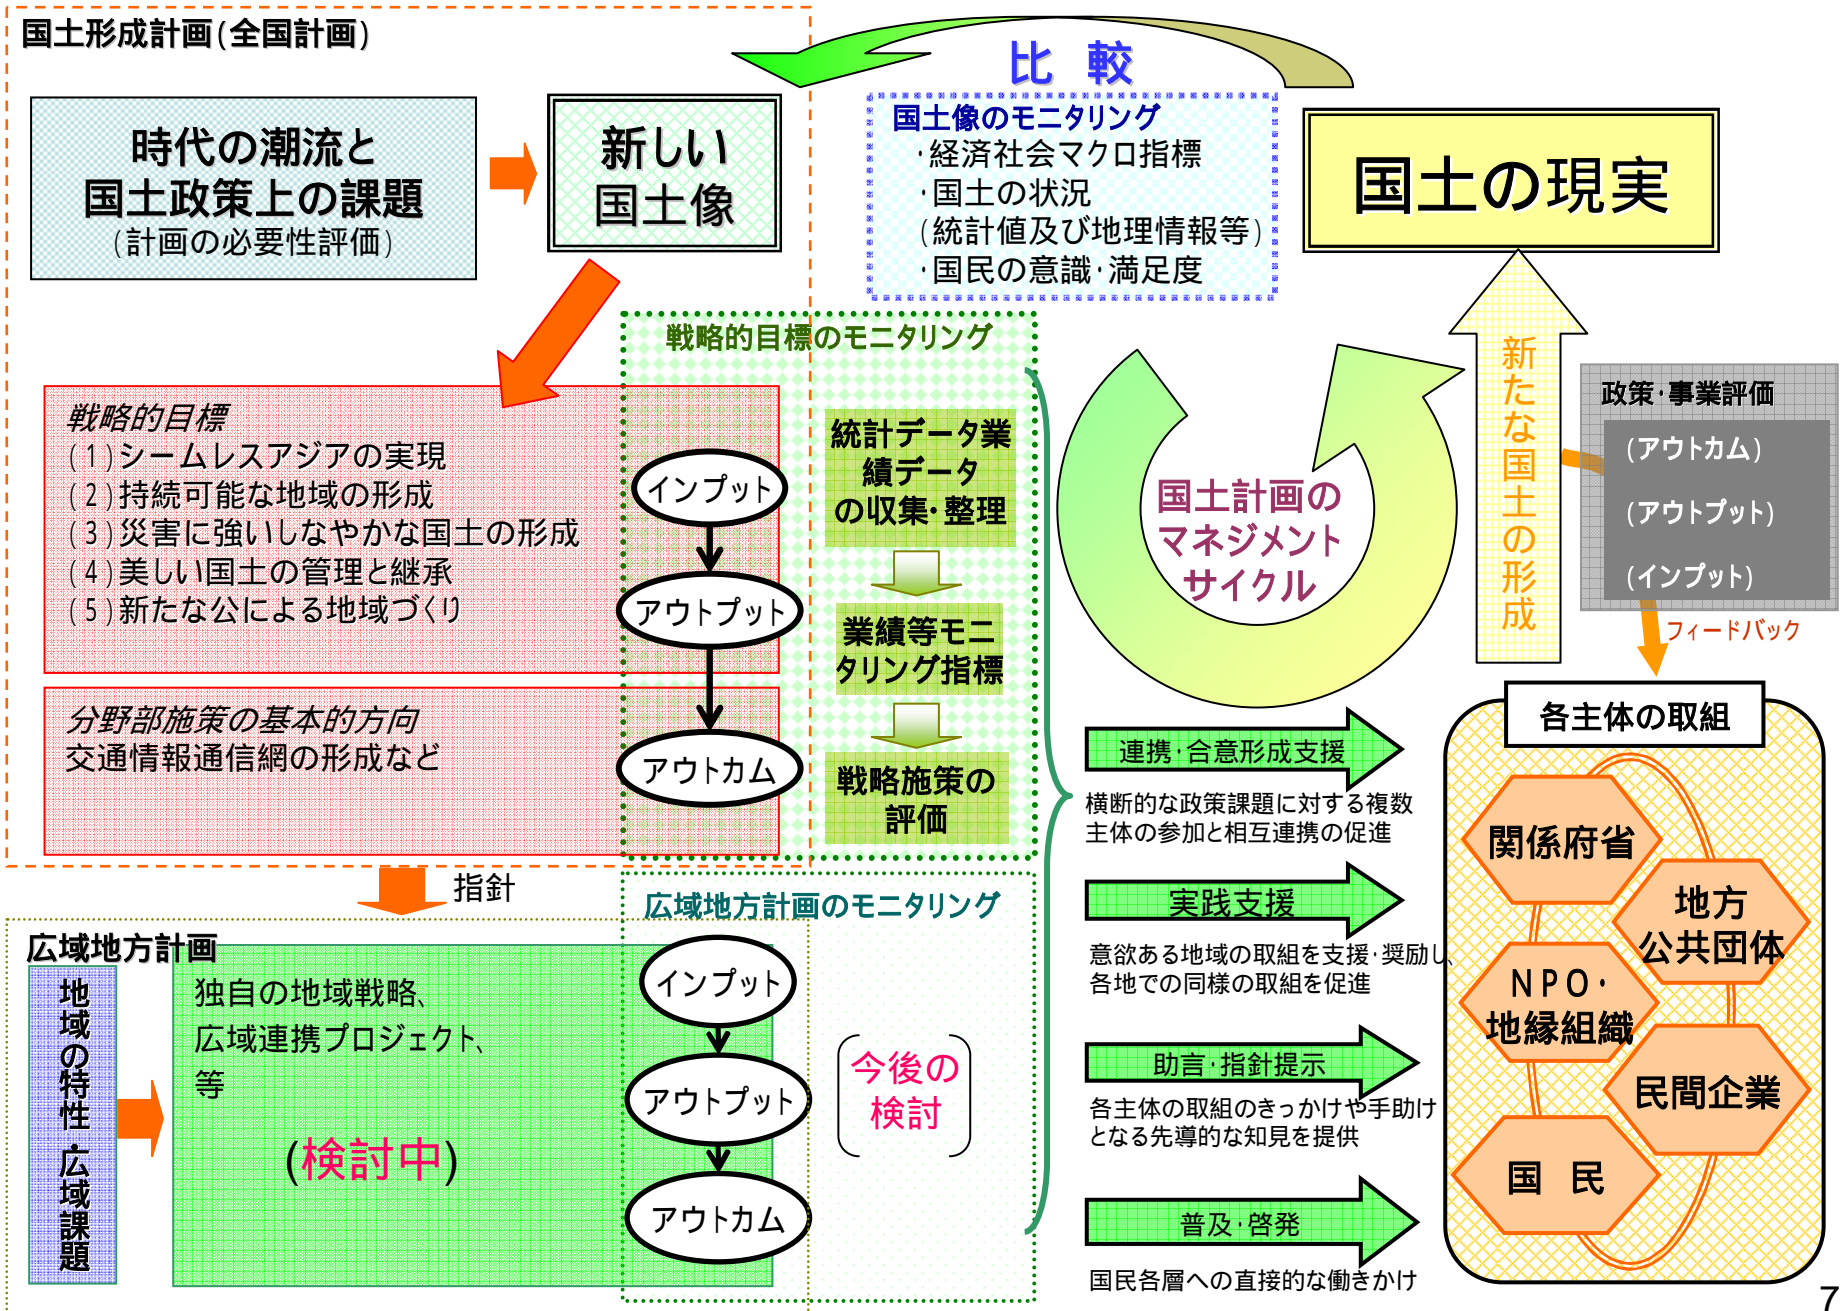 国土形成計画(全国計画)
時代の潮流と
国土政策上の課題
(計画の必要性評価)
新しい
国土像
比 較
国土像のモニタリング
・経済社会マクロ指標
・国土の状況
(統計値及び地理情報等)
・国民の意識・満足度
国土の現実
戦略的目標
(1)シームレスアジアの実現
(2)持続可能な地域の形成
(3)災害に強いしなやかな国土の形成
(4)美しい国土の管理と継承
(5)新たな公による地域づくり
分野部施策の基本的方向
交通情報通信網の形成など
戦略的目標のモニタリング
インプット
アウトプット
アウトカム
統計データ業
績データ
の収集・整理
業績等モニ
タリング指標
戦略施策の
評価
国土計画の
マネジメント
サイクル
新たな国土の形成
政策・事業評価
(アウトカム)
(アウトプット)
(インプット)
フィードバック
指針
広域地方計画
地域の特性・広域課題
独自の地域戦略、
広域連携プロジェクト、
等
(検討中)
広域地方計画のモニタリング
インプット
アウトプット
アウトカム
今後の
検討
連携・合意形成支援
横断的な政策課題に対する複数
主体の参加と相互連携の促進
実践支援
意欲ある地域の取組を支援・奨励し、
各地での同様の取組を促進
助言・指針提示
各主体の取組のきっかけや手助け
となる先導的な知見を提供
普及・啓発
国民各層への直接的な働きかけ
各主体の取組
関係府省
地方
公共団体
NPO・
地縁組織
民間企業
国 民
7